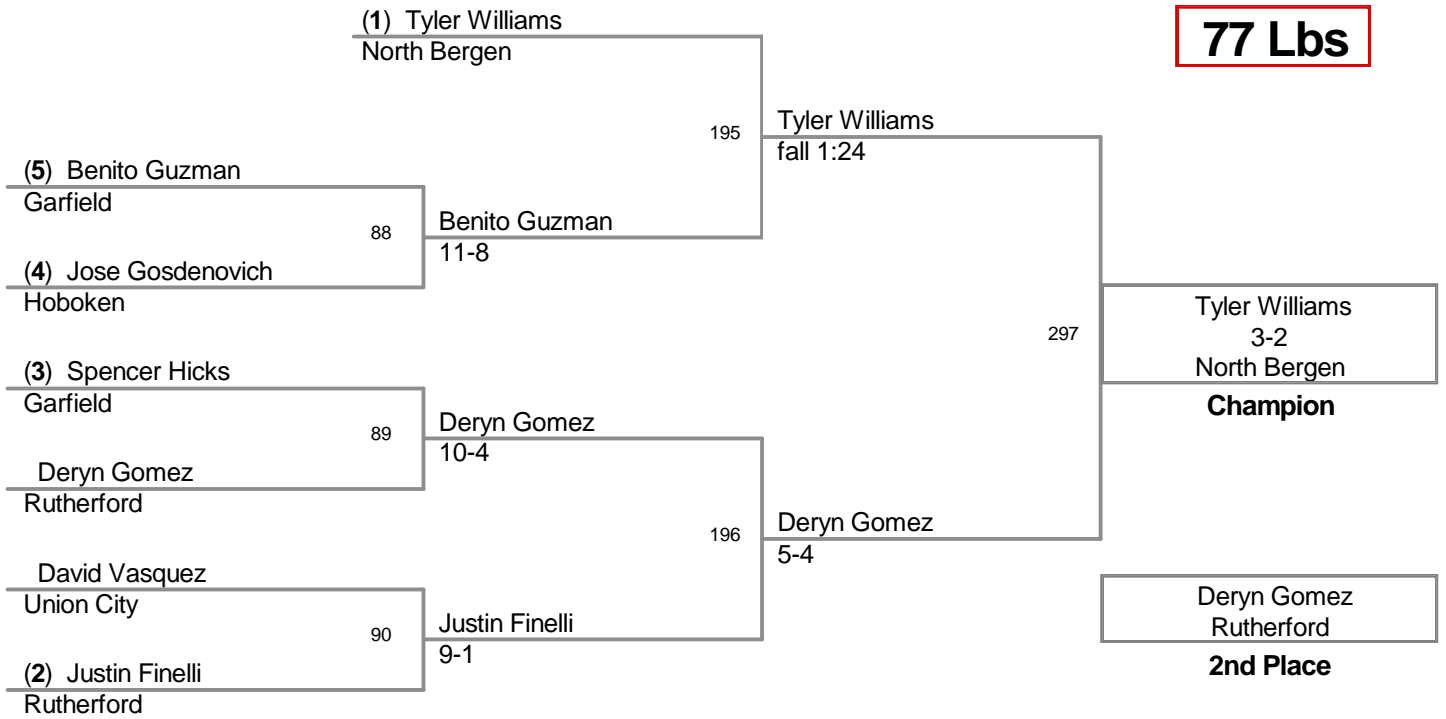 (1) Tyler Williams
North Bergen
77 Lbs
195
Tyler Williams
fall 1:24
(5) Benito Guzman
Garfield
88
Benito Guzman
11-8
(4) Jose Gosdenovich
Hoboken
297
Tyler Williams
3-2
North Bergen
Champion
(3) Spencer Hicks
Garfield
89
Deryn Gomez
10-4
Deryn Gomez
Rutherford
196
Deryn Gomez
5-4
David Vasquez
Union City
90
Justin Finelli
9-1
(2) Justin Finelli
Rutherford
Deryn Gomez
Rutherford
2nd Place